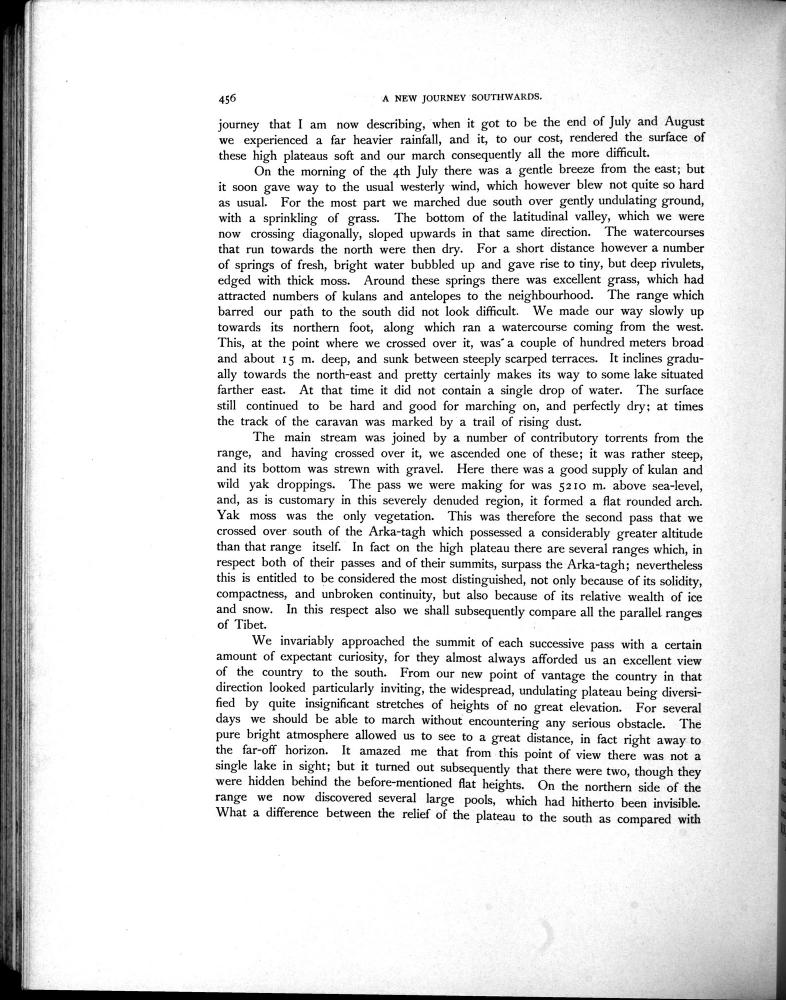 456
A NEW JOURNEY SOUTHWARDS.
journey that I am now describing, when it got to be the end of July and August
we experienced a far heavier rainfall, and it, to our cost, rendered the surface of
these high plateaus soft and our march consequently all the more difficult.
On the morning of the 4th July there was a gentle breeze from the east; but
it soon gave way to the usual westerly wind, which however blew not quite so hard
as usual. For the most part we marched due south over gently undulating ground,
with a sprinkling of grass. The bottom of the latitudinal valley, which we were
now crossing diagonally, sloped upwards in that same direction. The watercourses
that run towards the north were then dry. For a short distance however a number
of springs of fresh, bright water bubbled up and gave rise to tiny, but deep rivulets,
edged with thick moss. Around these springs there was excellent grass, which had
attracted numbers of kulans and antelopes to the neighbourhood. The range which
barred our path to the south did not look difficult. We made our way slowly up
towards its northern foot, along which ran a watercourse coming from the west.
This, at the point where we crossed over it, was a couple of hundred meters broad
and about 15 m. deep, and sunk between steeply scarped terraces. It inclines gradu-
ally towards the north-east and pretty certainly makes its way to some lake situated
farther east. At that time it did not contain a single drop of water. The surface
still continued to be hard and good for marching on, and perfectly dry; at times
the track of the caravan was marked by a trail of rising dust.
The main stream was joined by a number of contributory torrents from the
range, and having crossed over it, we ascended one of these; it was rather steep,
and its bottom was strewn with gravel. Here there was a good supply of kulan and
wild yak droppings. The pass we were making for was 5210 m. above sea-level,
and, as is customary in this severely denuded region, it formed a flat rounded arch.
Yak moss was the only vegetation. This was therefore the second pass that we
crossed over south of the Arka-tagh which possessed a considerably greater altitude
than that range itself. In fact on the high plateau there are several ranges which, in
respect both of their passes and of their summits, surpass the Arka-tagh; nevertheless
this is entitled to be considered the most distinguished, not only because of its solidity,
compactness, and unbroken continuity, but also because of its relative wealth of ice
and snow. In this respect also we shall subsequently compare all the parallel ranges
of Tibet.
We invariably approached the summit of each successive pass with a certain
amount of expectant curiosity, for they almost always afforded us an excellent view
of the country to the south. From our new point of vantage the country in that
direction looked particularly inviting, the widespread, undulating plateau being diversi-
fied by quite insignificant stretches of heights of no great elevation. For several
days we should be able to march without encountering any serious obstacle. The
pure bright atmosphere allowed us to see to a great distance, in fact right away to
the far-off horizon. It amazed me that from this point of view there was not a
single lake in sight; but it turned out subsequently that there were two, though they
were hidden behind the before-mentioned flat heights. On the northern side of the
range we now discovered several large pools, which had hitherto been invisible.
What a difference between the relief of the plateau to the south as compared with